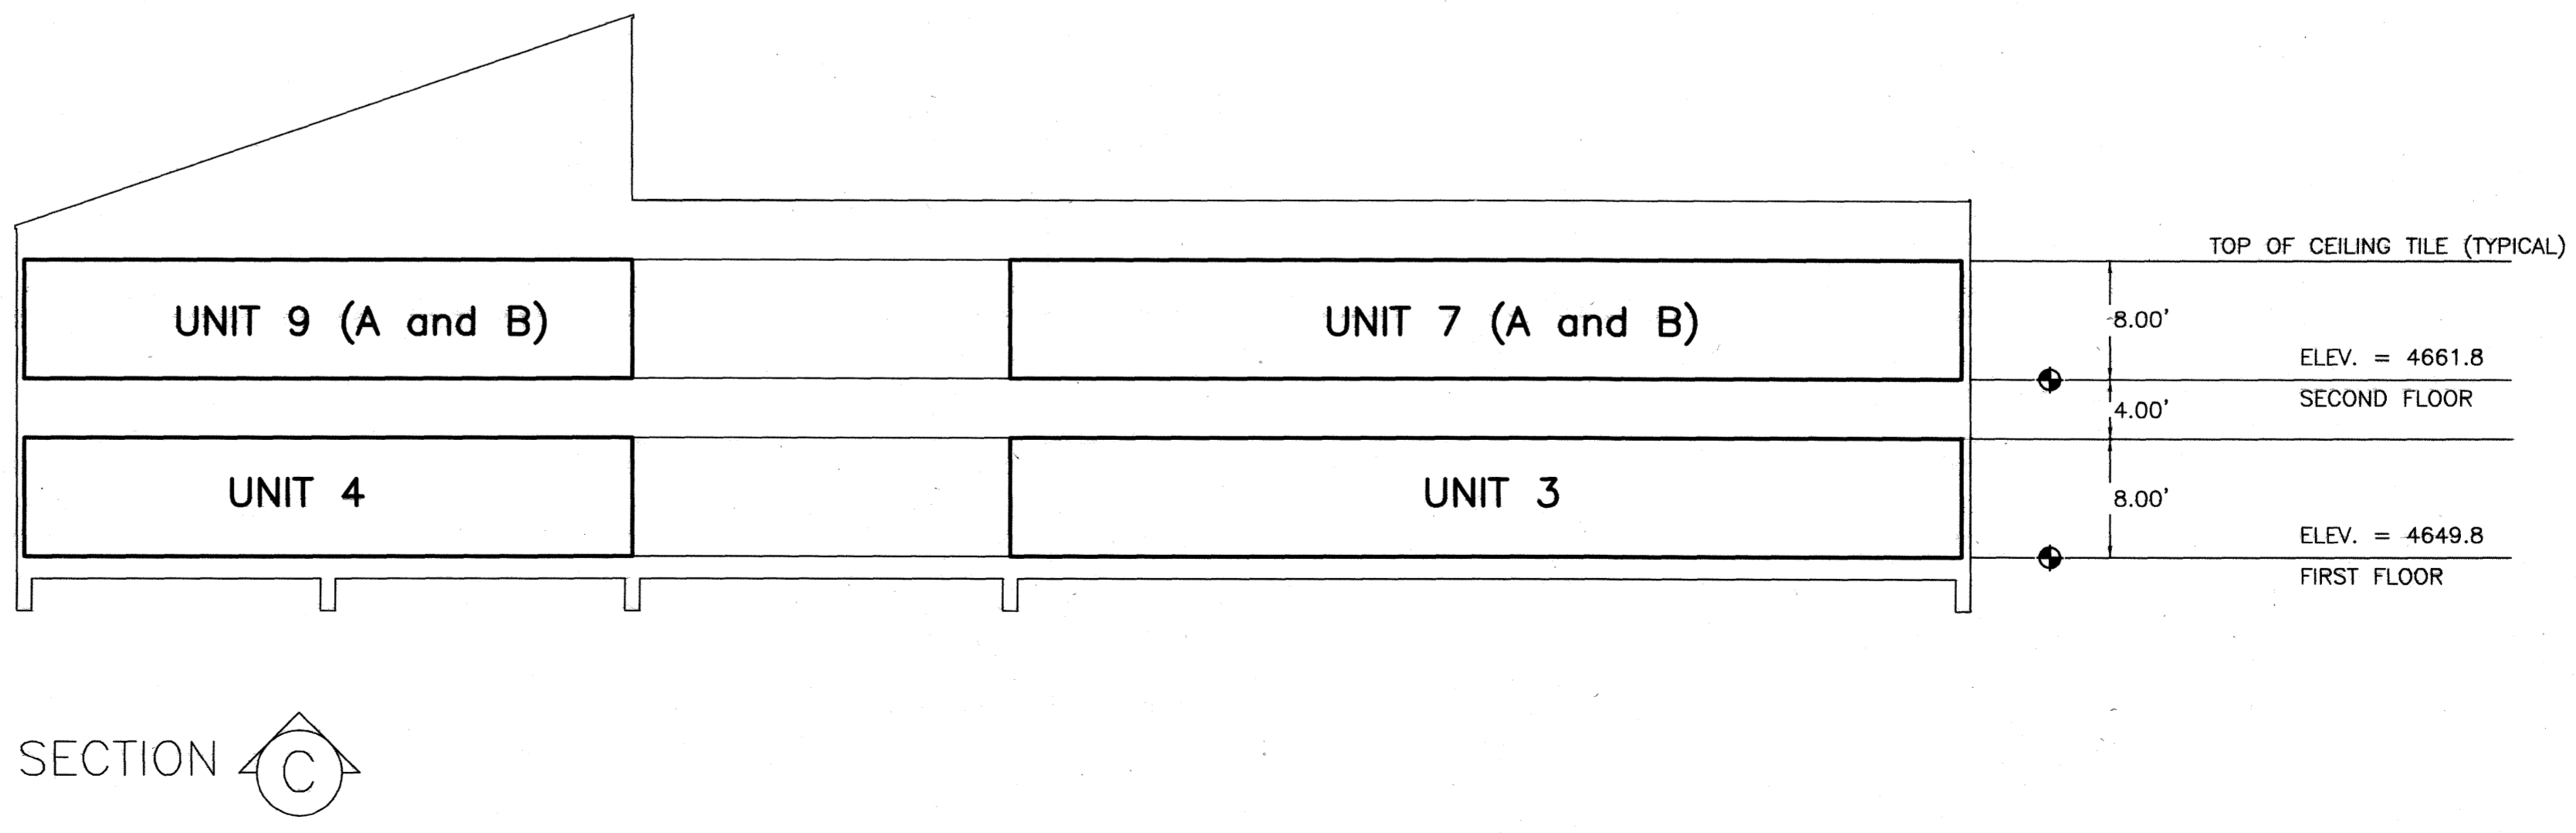 TOP OF CEILING TILE (TYPICAL)
UNIT 9 (A and B)
UNIT 7 (A and B)
8.00'
ELEV. = 4661.8
SECOND FLOOR
4.00'
UNIT 4
UNIT 3
8.00'
ELEV. = 4649.8
FIRST FLOOR
SECTION C